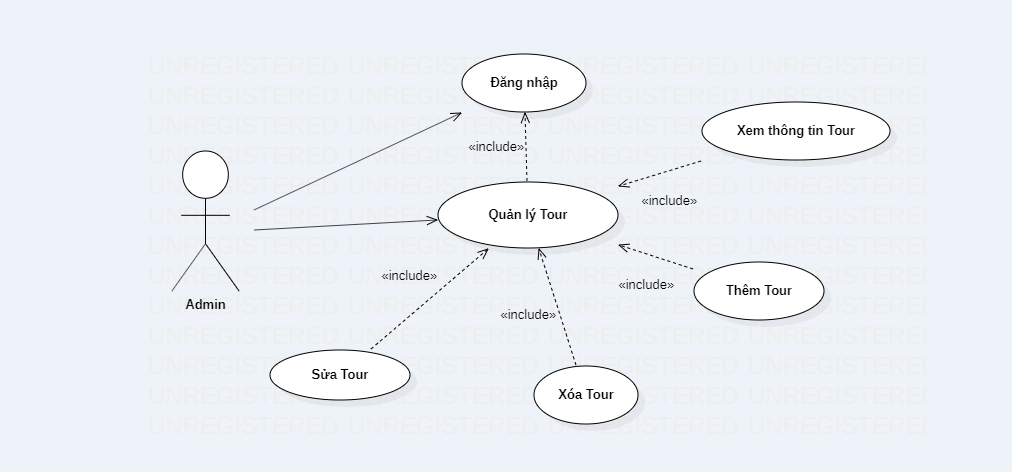 UNREGISTERED UNREGISTERED UNREGISTERED UNREGISTERED
Đăng nhập
Xem thông tin Tour
«include»
«include»
Quản lý Tour
«include»
«include»
Thêm Tour
Admin
«include»
Sửa Tour
Xóa Tour